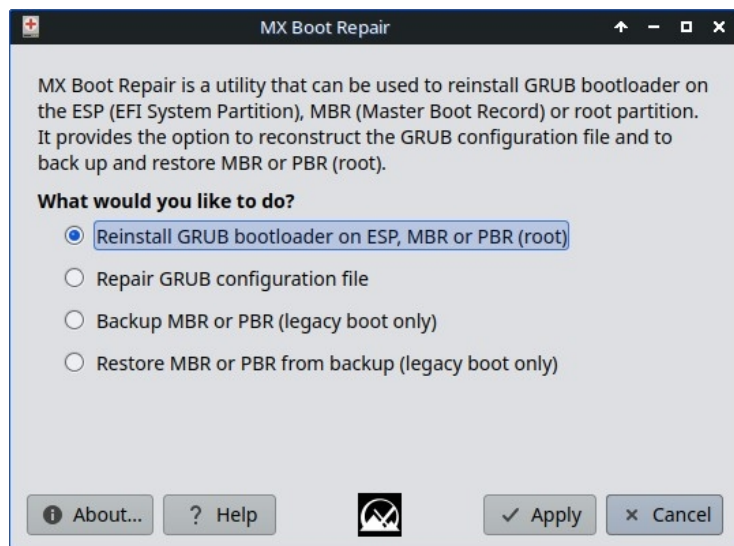 MX Boot Repair
MX Boot Repair is a utility that can be used to reinstall GRUB bootloader on
the ESP (EFI System Partition), MBR (Master Boot Record) or root partition.
It provides the option to reconstruct the GRUB configuration file and to
back up and restore MBR or PBR (root).
What would you like to do?
Reinstall GRUB bootloader on ESP, MBR or PBR (root)
Repair GRUB configuration file
Backup MBR or PBR (legacy boot only)
Restore MBR or PBR from backup (legacy boot only)
About... ? Help Apply Cancel